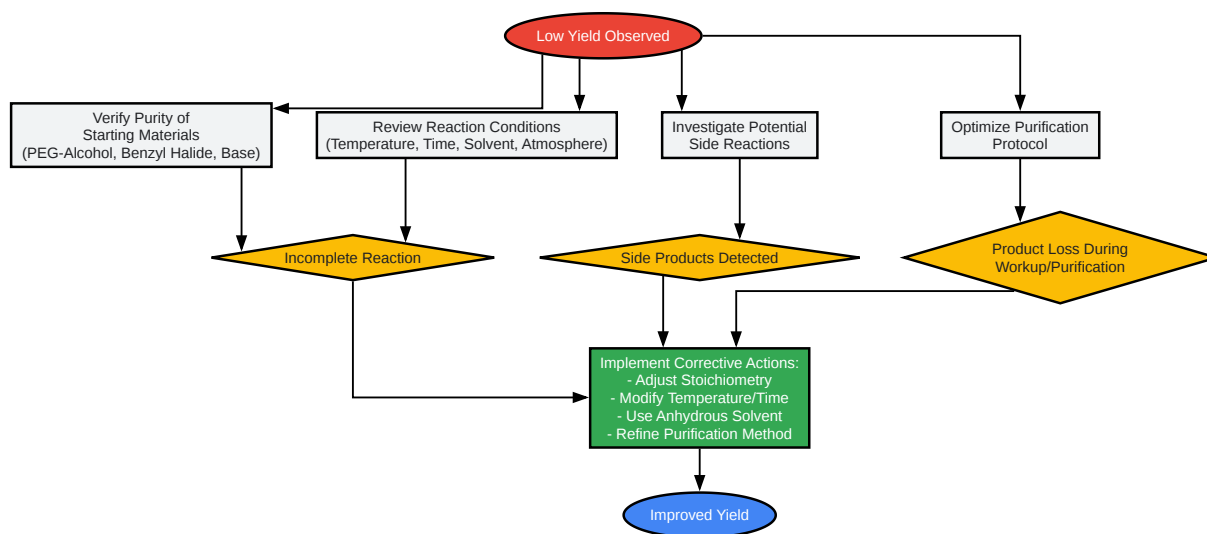 Low Yield Observed
Verify Purity of
Starting Materials
(PEG-Alcohol, Benzyl Halide, Base)
Review Reaction Conditions
(Temperature, Time, Solvent, Atmosphere)
Investigate Potential
Side Reactions
Optimize Purification
Protocol
Incomplete Reaction
Side Products Detected
Product Loss During
Workup/Purification
Implement Corrective Actions:
- Adjust Stoichiometry
- Modify Temperature/Time
- Use Anhydrous Solvent
- Refine Purification Method
Improved Yield